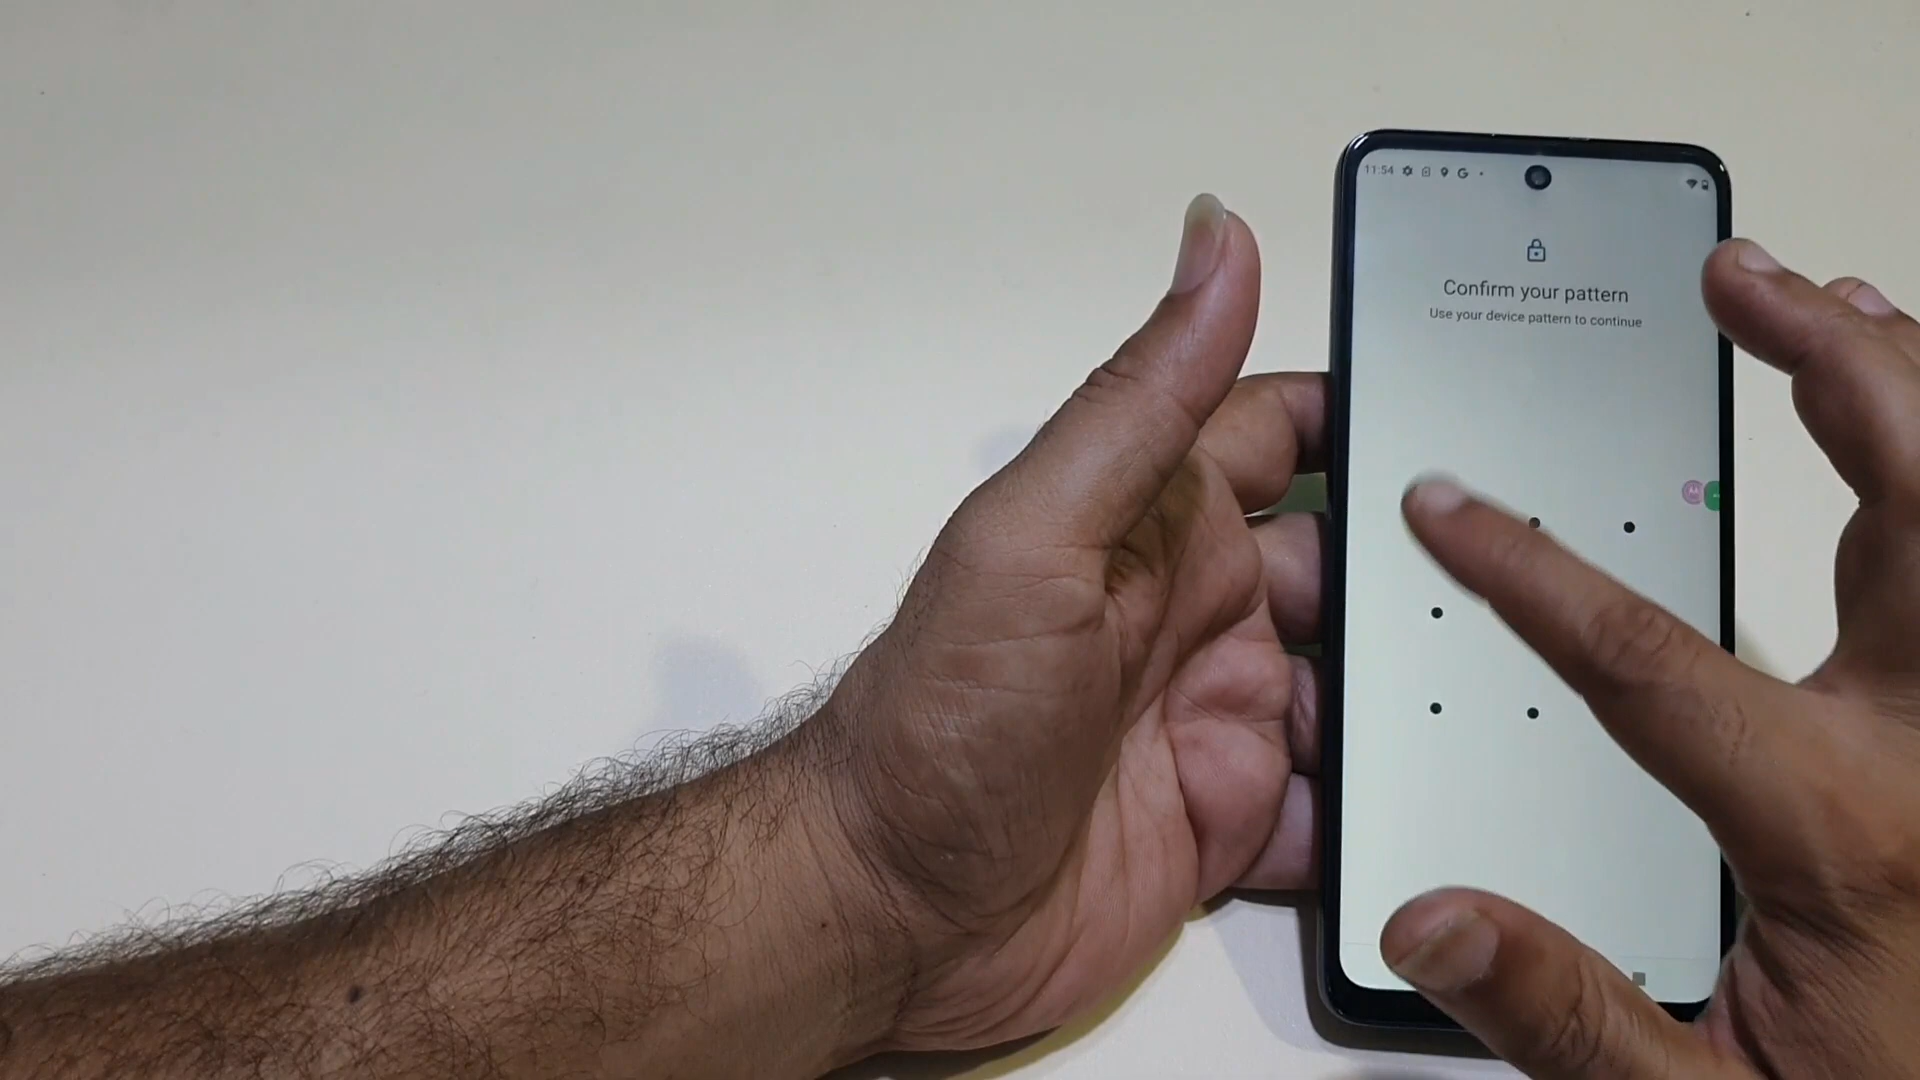 11:54 G
Confirm your pattern
Use your device pattern to continue